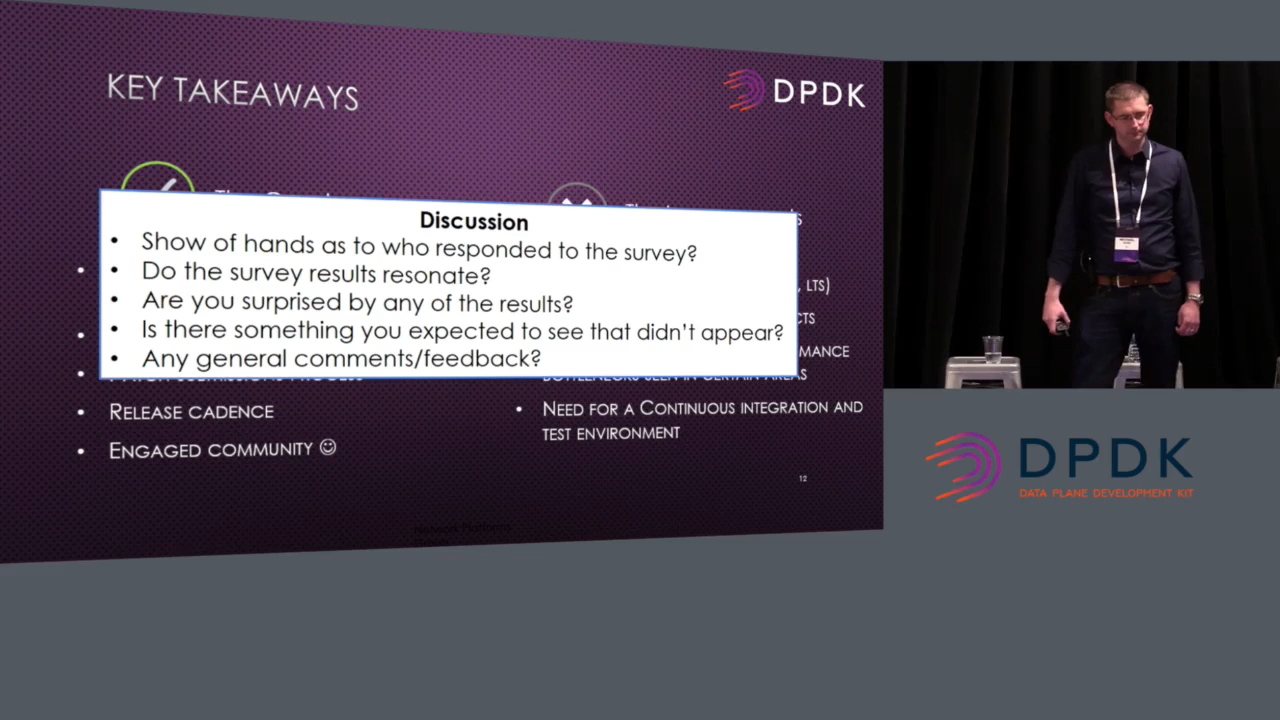 KEY TAKEAWAYS
DPDK
Discussion
• Show of hands as to who responded to the survey?
• Do the survey results resonate?
• Are you surprised by any of the results?
• Is there something you expected to see that didn't appear?
• Any general comments/feedback?
, LTS)
• RELEASE CADENCE
• ENGAGED COMMUNITY ☺
• NEED FOR A CONTINUOUS INTEGRATION AND
TEST ENVIRONMENT
12
DPDK
DATA PLANE DEVELOPMENT KIT